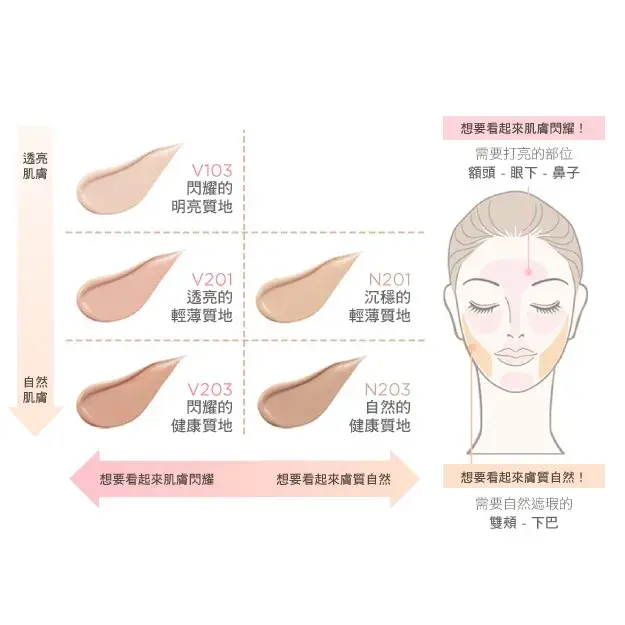 透亮
肌膚
自然
肌膚
V103
閃耀的
明亮質地
V201
透亮的
輕薄質地
N201
沉穩的
輕薄質地
V203
閃耀的
健康質地
N203
自然的
健康質地
想要看起來肌膚閃耀
想要看起來膚質自然
想要看起來肌膚閃耀！
需要打亮的部位
額頭 - 眼下 - 鼻子
想要看起來膚質自然！
需要自然遮瑕的
雙頰 - 下巴